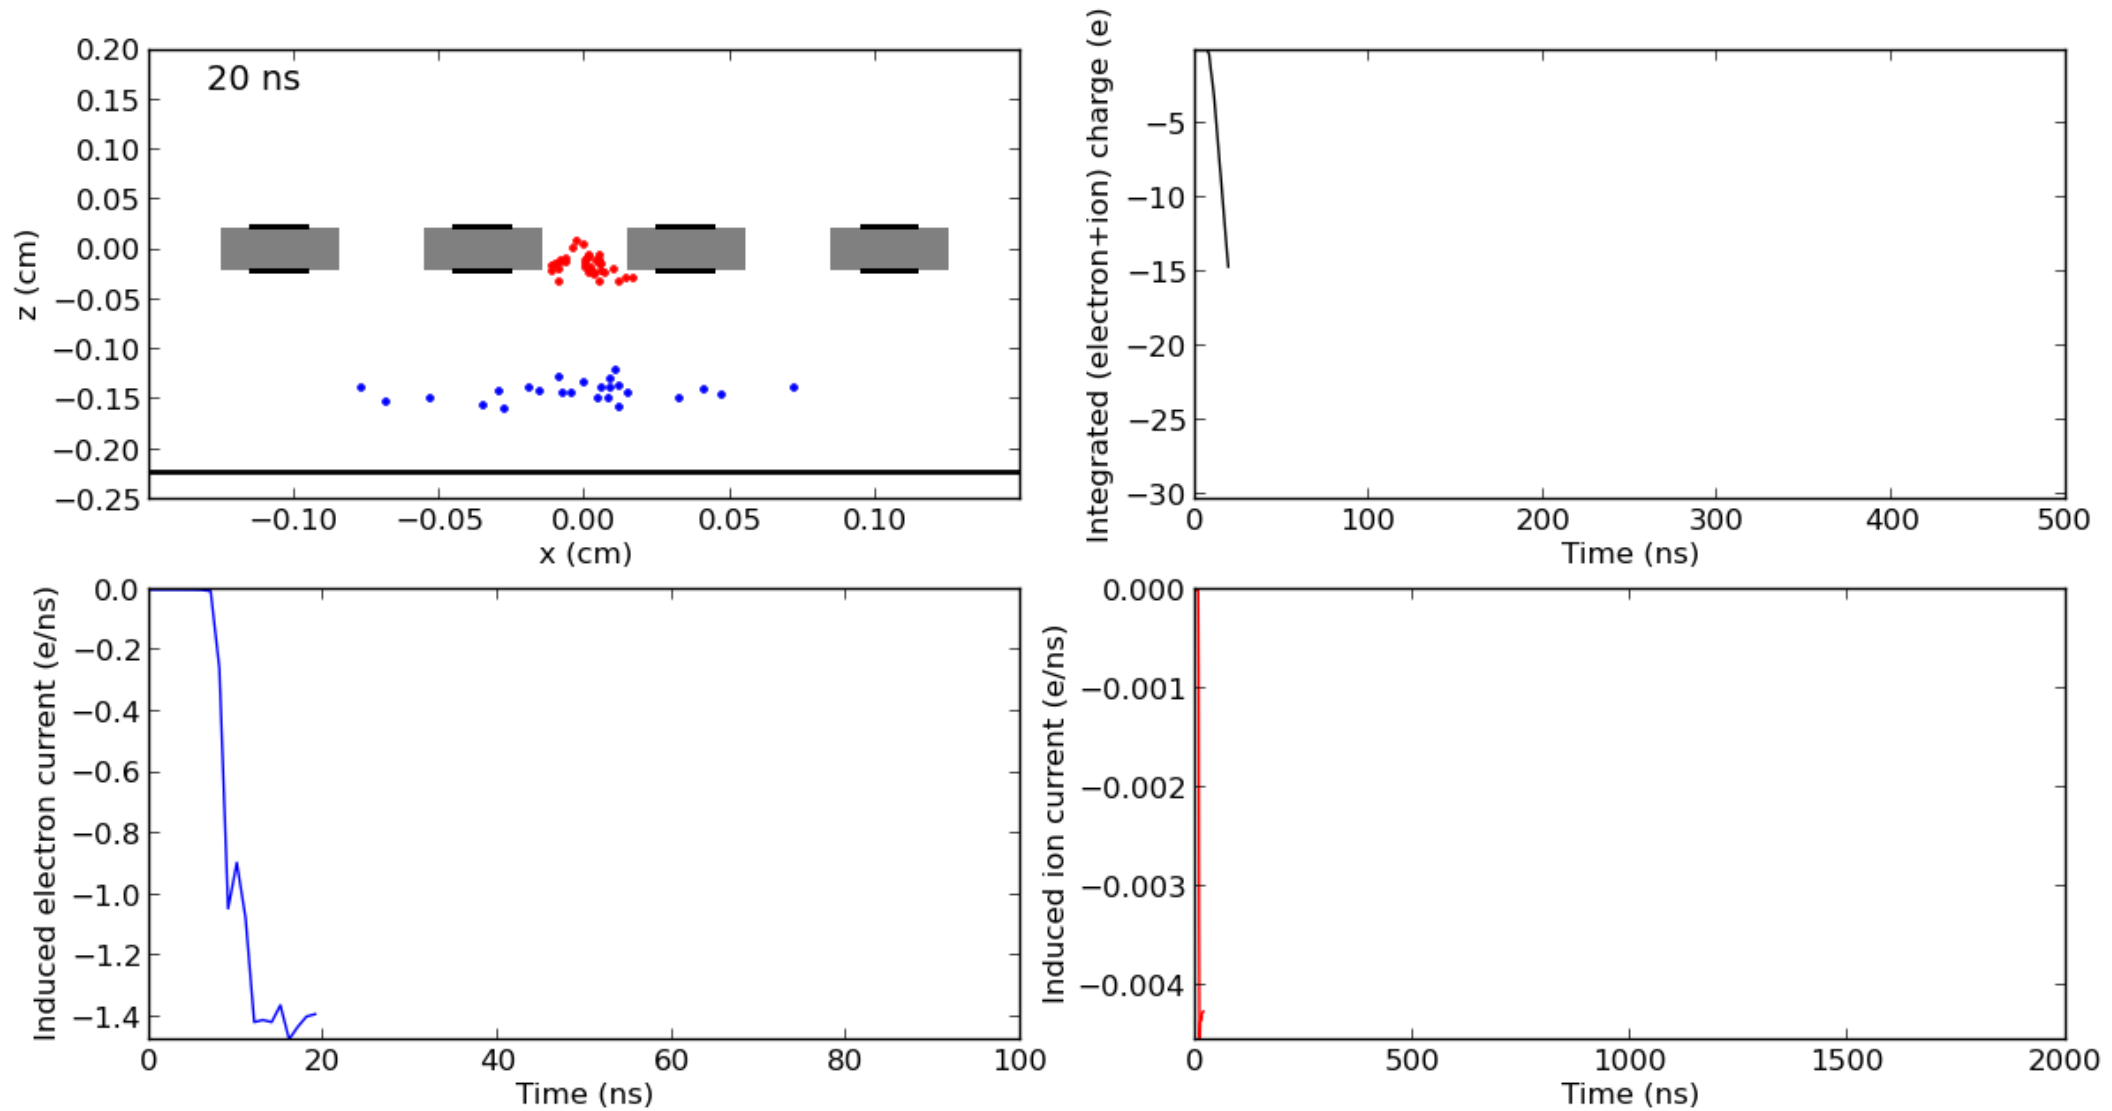 20 ns
0.20
0.15
0.10
0.05
0.00
−0.05
−0.10
−0.15
−0.20
−0.25
z (cm)
−0.10 −0.05 0.00 0.05 0.10
x (cm)
Integrated (electron+ion) charge (e)
−5
−10
−15
−20
−25
−30
0 100 200 300 400 500
Time (ns)
Induced electron current (e/ns)
0.0
−0.2
−0.4
−0.6
−0.8
−1.0
−1.2
−1.4
0 20 40 60 80 100
Time (ns)
Induced ion current (e/ns)
0.000
−0.001
−0.002
−0.003
−0.004
0 500 1000 1500 2000
Time (ns)